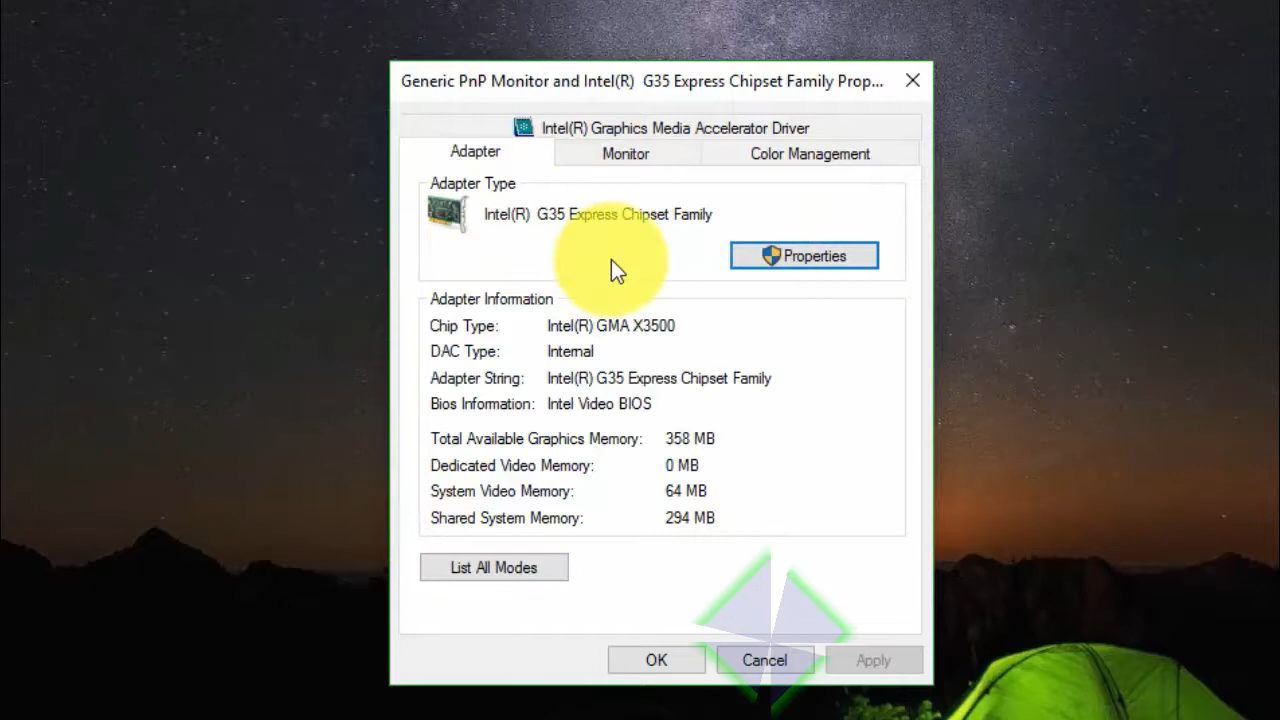 Generic PnP Monitor and Intel(R) G35 Express Chipset Family Prop...
Intel(R) Graphics Media Accelerator Driver
Adapter Monitor Color Management
Adapter Type
Intel(R) G35 Express Chipset Family
Properties
Adapter Information
Chip Type: Intel(R) GMA X3500
DAC Type: Internal
Adapter String: Intel(R) G35 Express Chipset Family
Bios Information: Intel Video BIOS
Total Available Graphics Memory: 358 MB
Dedicated Video Memory: 0 MB
System Video Memory: 64 MB
Shared System Memory: 294 MB
List All Modes
OK Cancel Apply